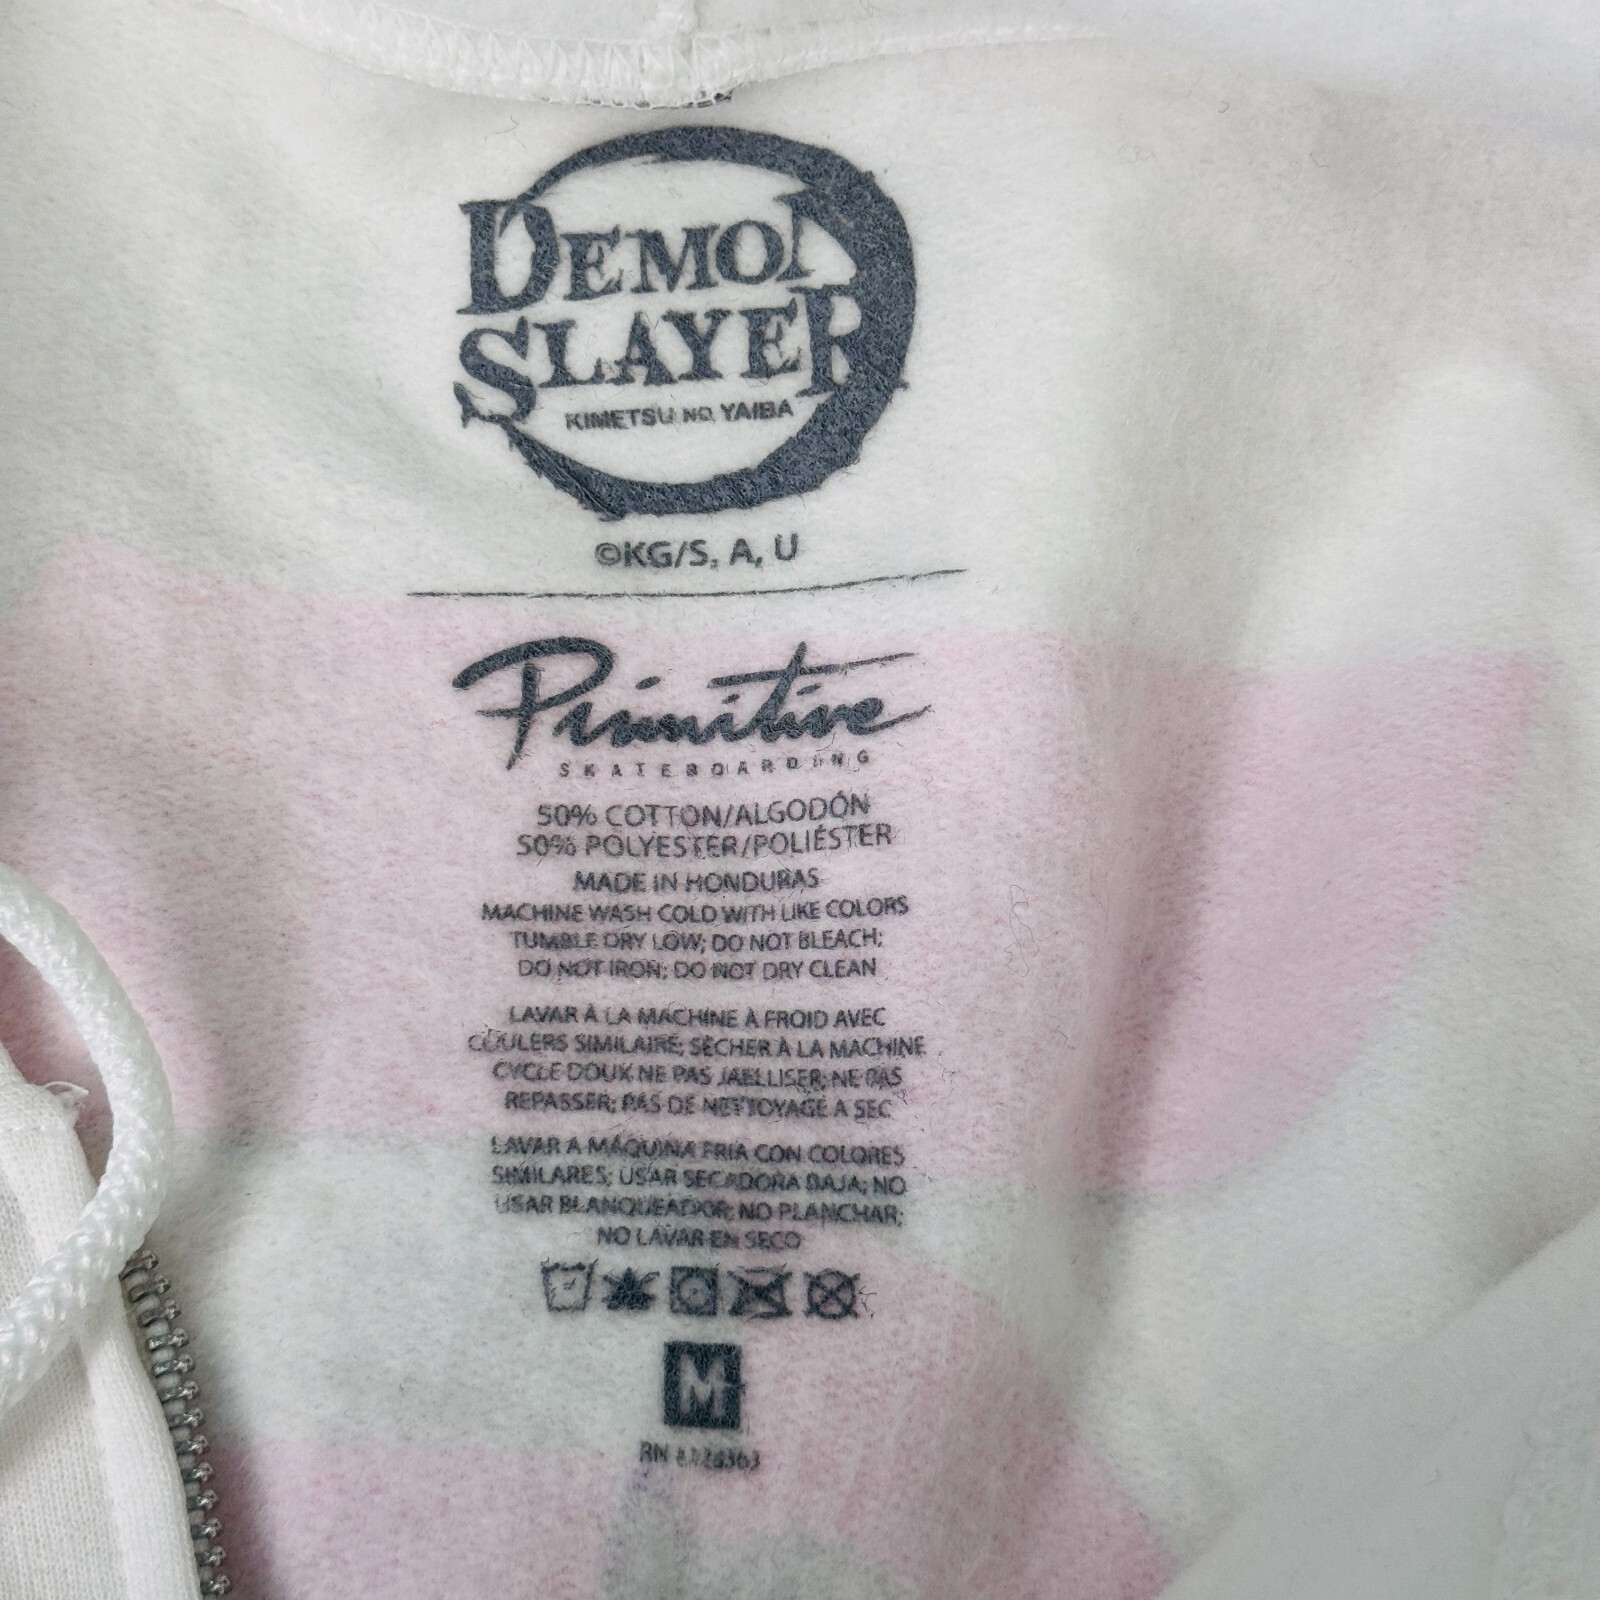 DEMON
SLAYER
KIMETSU NO YAIBA
©KG/S, A, U
Primitive
SKATEBOARDING
50% COTTON/ALGODÓN
50% POLYESTER/POLIÉSTER
MADE IN HONDURAS
MACHINE WASH COLD WITH LIKE COLORS
TUMBLE DRY LOW; DO NOT BLEACH;
DO NOT IRON; DO NOT DRY CLEAN
LAVAR À LA MACHINE À FROID AVEC
COULERS SIMILAIRE; SÈCHER À LA MACHINE
CYCLE DOUX NE PAS JAELLISER; NE PAS
REPASSER; PAS DE NETTOYAGE A SEC
LAVAR A MÁQUINA FRIA CON COLORES
SIMILARES; USAR SECADORA BAJA; NO
USAR BLANQUEADOR; NO PLANCHAR;
NO LAVAR EN SECO
M
RN